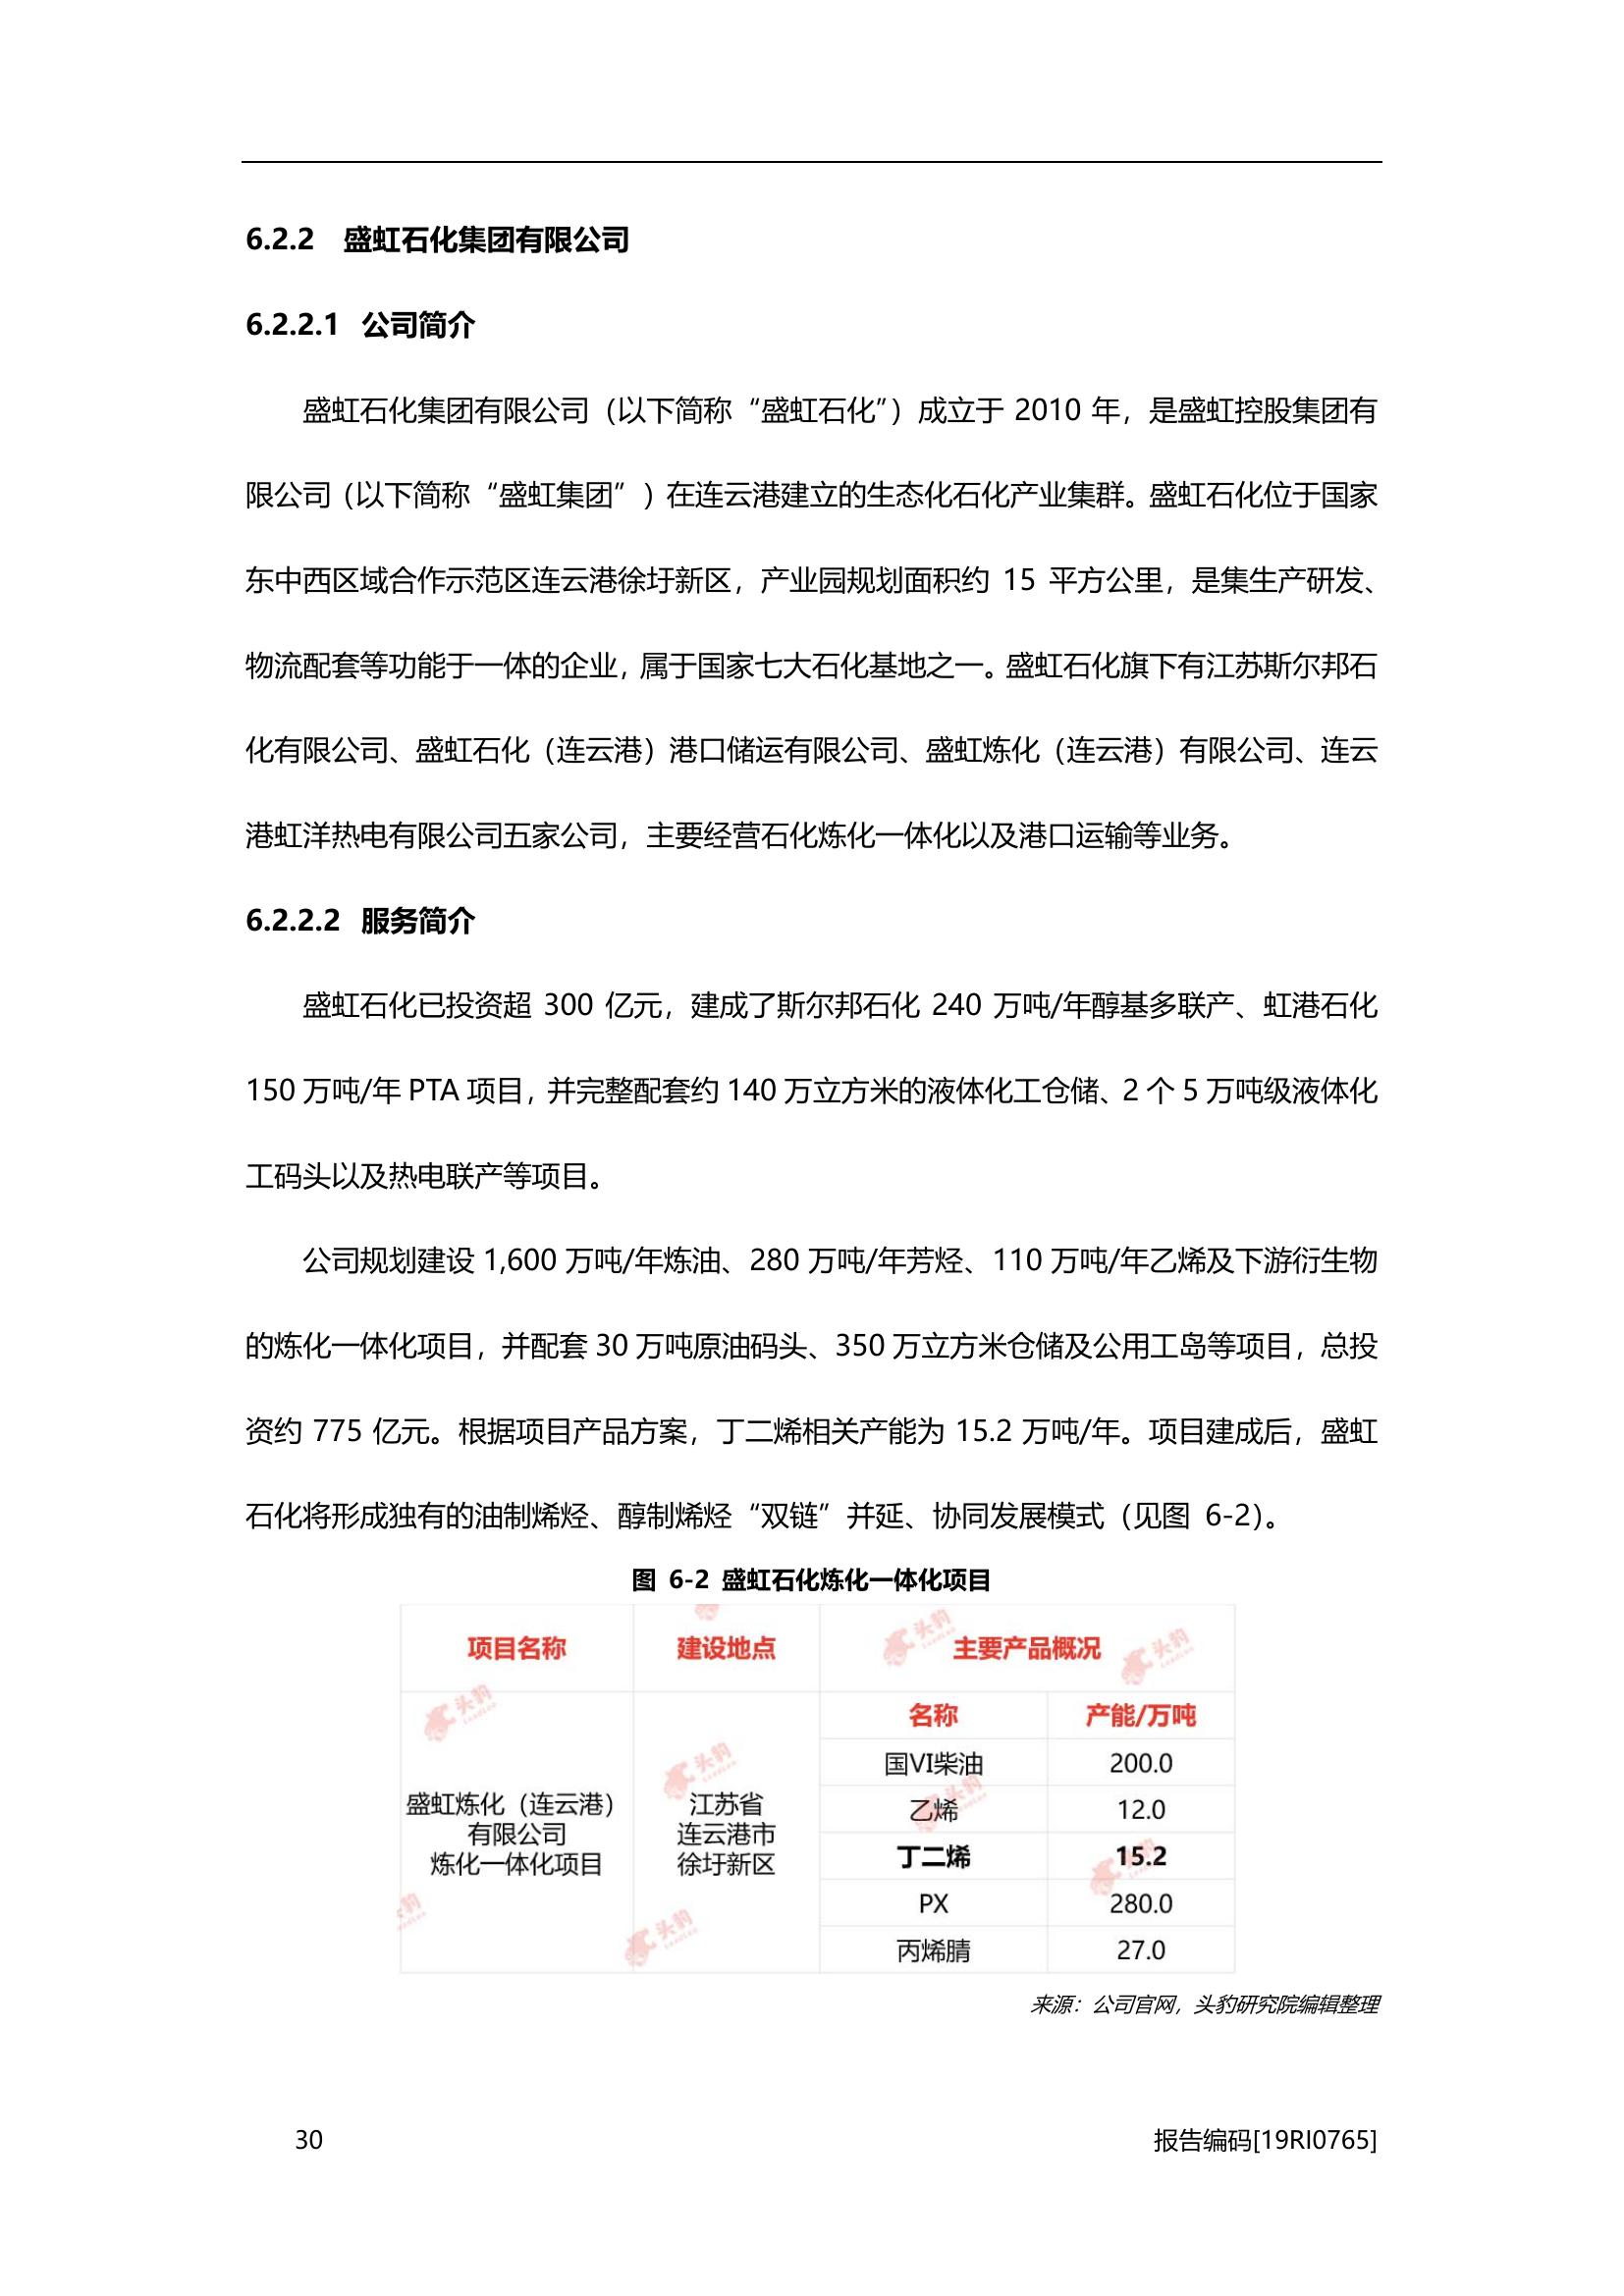 6.2.2 盛虹石化集团有限公司
6.2.2.1 公司简介
盛虹石化集团有限公司（以下简称“盛虹石化”）成立于 2010 年，是盛虹控股集团有
限公司（以下简称“盛虹集团”）在连云港建立的生态化石化产业集群。盛虹石化位于国家
东中西区域合作示范区连云港徐圩新区，产业园规划面积约 15 平方公里，是集生产研发、
物流配套等功能于一体的企业，属于国家七大石化基地之一。盛虹石化旗下有江苏斯尔邦石
化有限公司、盛虹石化（连云港）港口储运有限公司、盛虹炼化（连云港）有限公司、连云
港虹洋热电有限公司五家公司，主要经营石化炼化一体化以及港口运输等业务。
6.2.2.2 服务简介
盛虹石化已投资超 300 亿元，建成了斯尔邦石化 240 万吨/年醇基多联产、虹港石化
150 万吨/年 PTA 项目，并完整配套约 140 万立方米的液体化工仓储、2 个 5 万吨级液体化
工码头以及热电联产等项目。
公司规划建设 1,600 万吨/年炼油、280 万吨/年芳烃、110 万吨/年乙烯及下游衍生物
的炼化一体化项目，并配套 30 万吨原油码头、350 万立方米仓储及公用工岛等项目，总投
资约 775 亿元。根据项目产品方案，丁二烯相关产能为 15.2 万吨/年。项目建成后，盛虹
石化将形成独有的油制烯烃、醇制烯烃“双链”并延、协同发展模式（见图 6-2）。
图 6-2 盛虹石化炼化一体化项目
项目名称 建设地点 主要产品概况
名称 产能/万吨
国VI柴油 200.0
乙烯 12.0
丁二烯 15.2
PX 280.0
丙烯腈 27.0
盛虹炼化（连云港）
有限公司
炼化一体化项目
江苏省
连云港市
徐圩新区
头豹
头豹
头豹
头豹
头豹
头豹
来源：公司官网，头豹研究院编辑整理
30 报告编码[19RI0765]